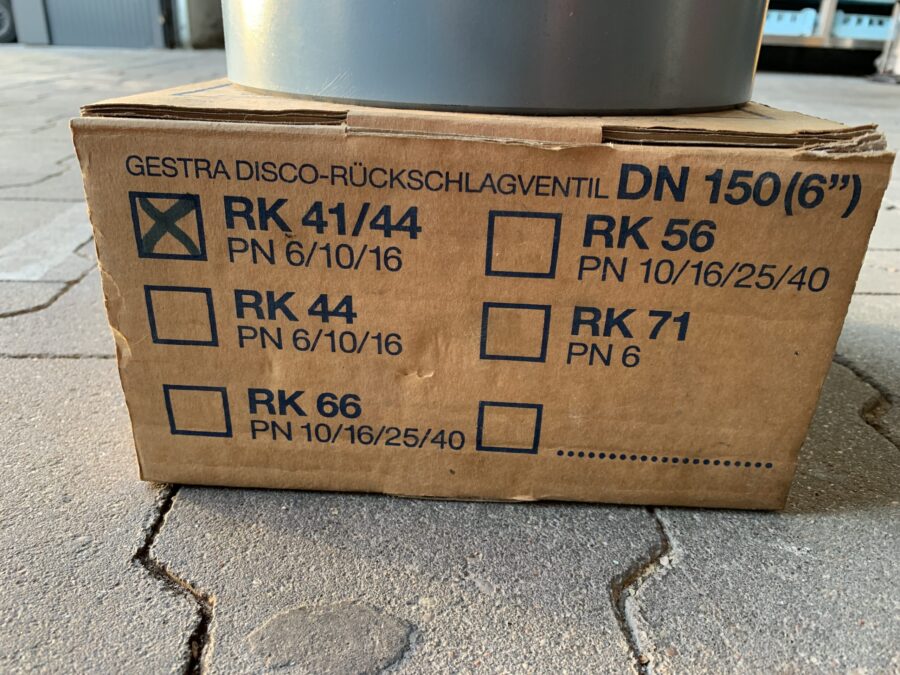 GESTRA DISCO-RÜCKSCHLAGVENTIL DN 150(6")
RK 41/44
PN 6/10/16
RK 56
PN 10/16/25/40
RK 44
PN 6/10/16
RK 71
PN 6
RK 66
PN 10/16/25/40